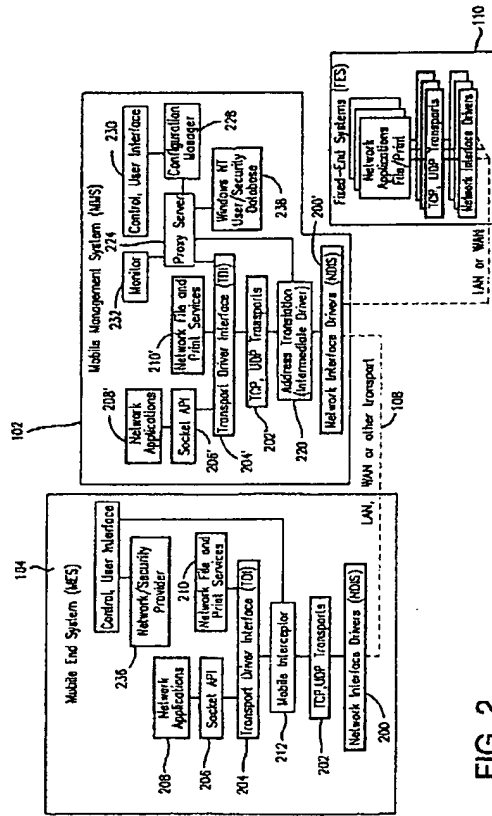 104
Mobile End System (MES)
Control, User Interface
Network/Security
Provider
236
210
Network File and
Print Services
Network
Applications
208
Socket API
206
Transport Driver Interface (TDI)
204
Mobile Interceptor
212
TCP,UDP Transports
202
Network Interface Drivers (NDIS)
200
102
Mobile Management System (MMS)
224
230
232
Monitor
Control, User Interface
Proxy Server
Configuration
Manager
228
Windows NT
User/Security
Database
238
210'
Network File and
Print Services
208'
Network
Applications
Socket API
206'
Transport Driver Interface (TDI)
204'
TCP, UDP Transports
202'
Address Translation
(Intermediate Driver)
220
200'
Network Interface Drivers (NDIS)
LAN, WAN or other transport
108
LAN or WAN
Fixed-End Systems (FES)
Network
Applications
File/Print
TCP, UDP Transports
Network Interface Drivers
110
FIG. 2